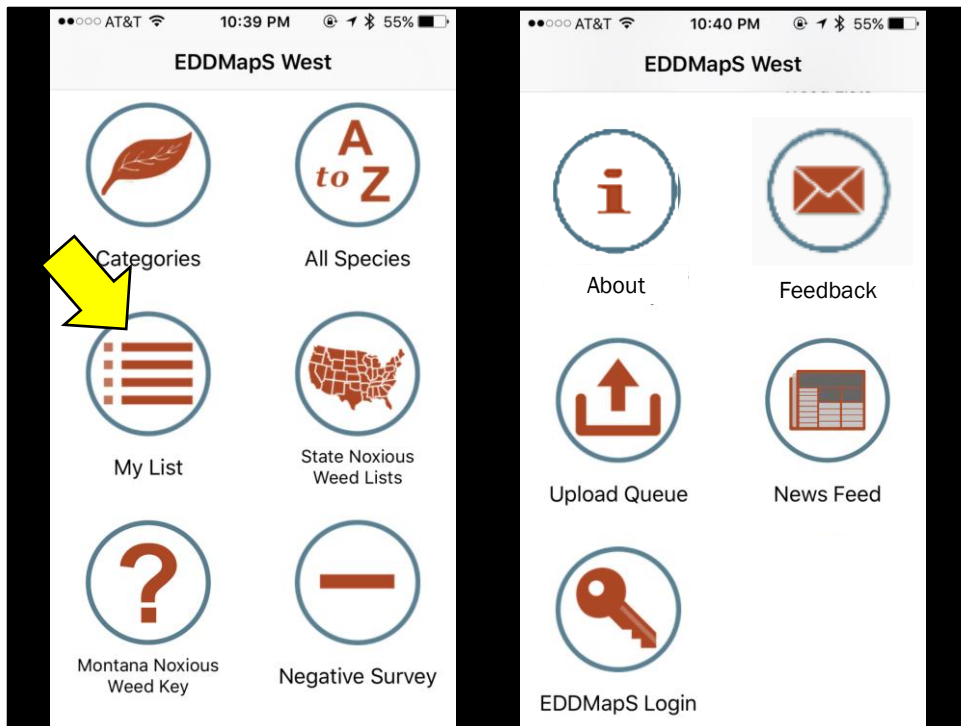 AT&T 10:39 PM 55%
EDDMapS West
A
to Z
Categories All Species
My List
State Noxious
Weed Lists
?
Montana Noxious
Weed Key
Negative Survey
AT&T 10:40 PM 55%
EDDMapS West
i
About
Feedback
Upload Queue News Feed
EDDMapS Login